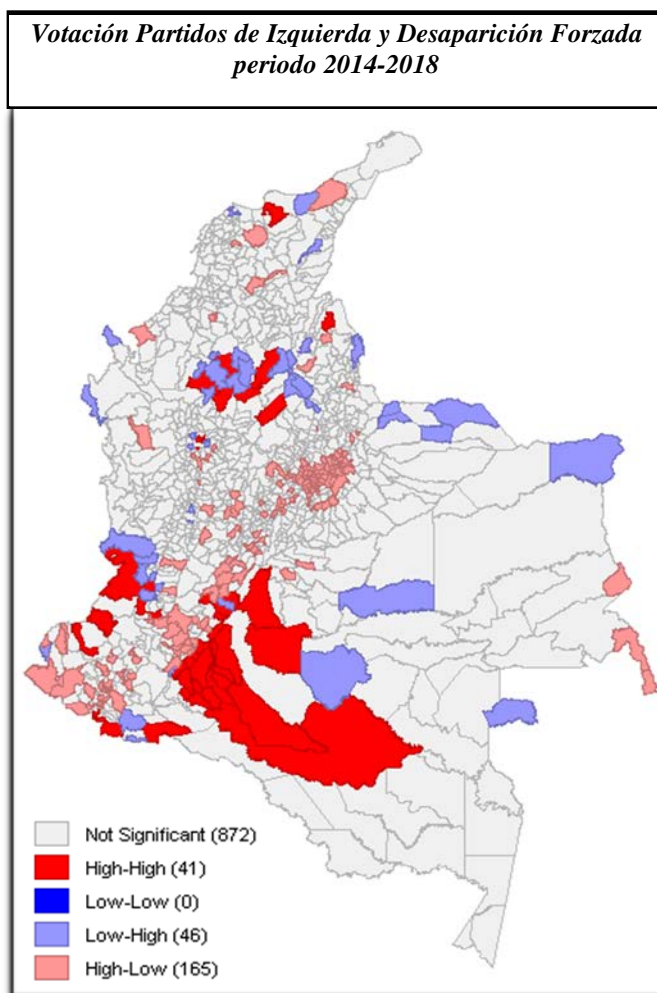 Votación Partidos de Izquierda y Desaparición Forzada
periodo 2014-2018
Not Significant (872)
High-High (41)
Low-Low (0)
Low-High (46)
High-Low (165)